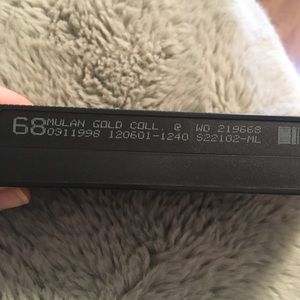 68 MULAN GOLD COLL. @ WD 219668
0311998 120601-1240 S22102-ML